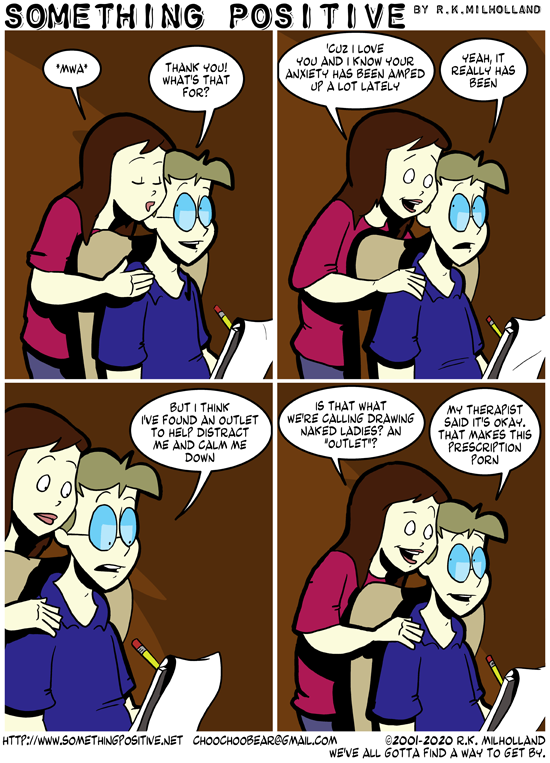 SOMETHING POSITIVE BY R.K.MILHOLLAND
*MWA*
THANK YOU!
WHAT'S THAT
FOR?
'CUZ I LOVE
YOU AND I KNOW YOUR
ANXIETY HAS BEEN AMPED
UP A LOT LATELY
YEAH, IT
REALLY HAS
BEEN
BUT I THINK
I'VE FOUND AN OUTLET
TO HELP DISTRACT
ME AND CALM ME
DOWN
IS THAT WHAT
WE'RE CALLING DRAWING
NAKED LADIES? AN
"OUTLET"?
MY THERAPIST
SAID IT'S OKAY.
THAT MAKES THIS
PRESCRIPTION
PORN
HTTP://WWW.SOMETHINGPOSITIVE.NET CHOOCHOOBEAR@GMAIL.COM ©2001-2020 R.K. MILHOLLAND
WE'VE ALL GOTTA FIND A WAY TO GET BY.